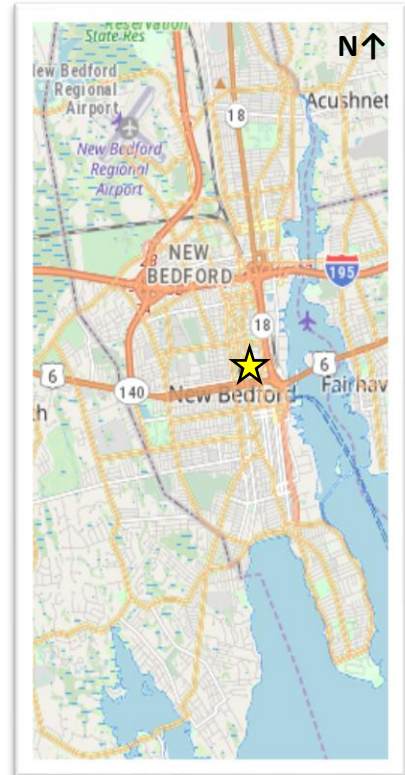 Reservation
State Res
N↑
New Bedford
Regional
Airport
18
Acushnet
New Bedford
Regional
Airport
NEW
BEDFORD
195
18
6
6
140
New Bedford
Fairhav
h